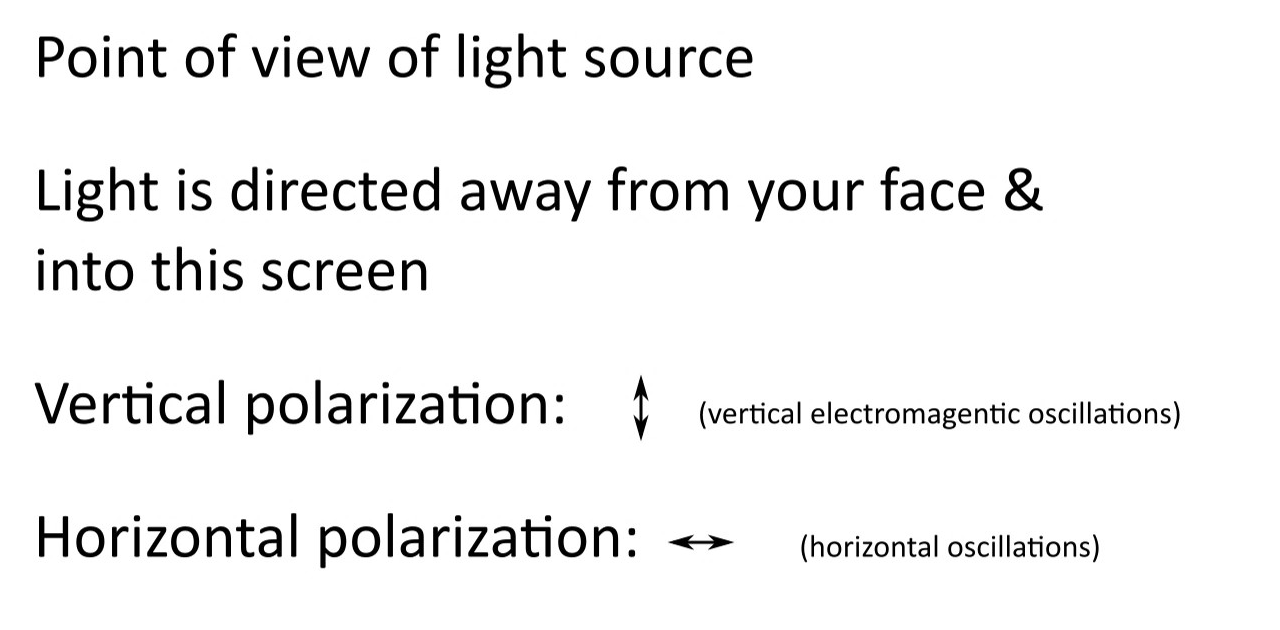 Point of view of light source
Light is directed away from your face &
into this screen
Vertical polarization: (vertical electromagentic oscillations)
Horizontal polarization: (horizontal oscillations)